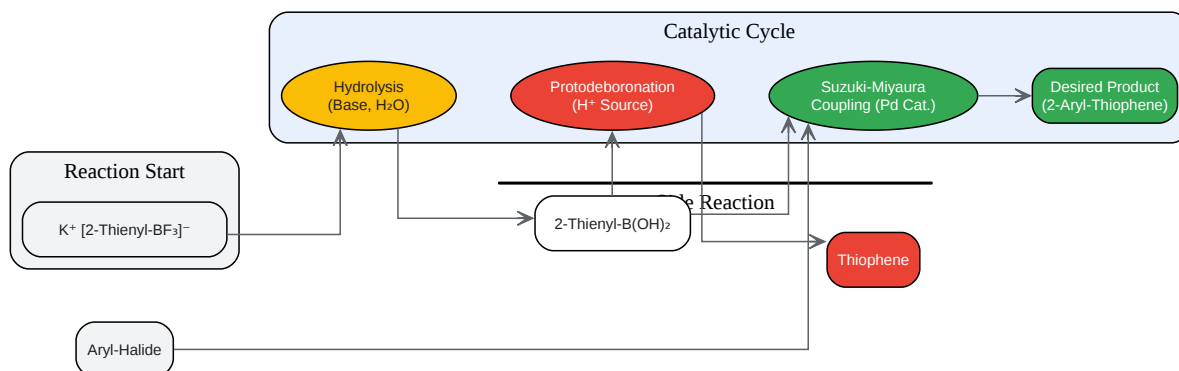 Catalytic Cycle
Hydrolysis
(Base, H₂O)
Protodeboronation
(H⁺ Source)
Suzuki-Miyaura
Coupling (Pd Cat.)
Desired Product
(2-Aryl-Thiophene)
Reaction Start
K⁺ [2-Thienyl-BF₃]⁻
Reaction
2-Thienyl-B(OH)₂
Thiophene
Aryl-Halide